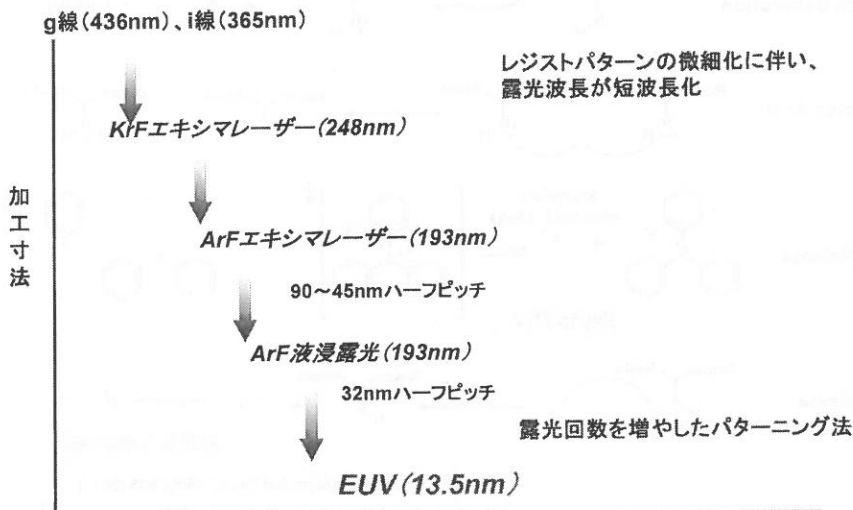 g線(436nm)、i線(365nm)
レジストパターンの微細化に伴い、
露光波長が短波長化
KrFエキシマレーザー(248nm)
加工寸法
ArFエキシマレーザー(193nm)
90～45nmハーフピッチ
ArF液浸露光(193nm)
32nmハーフピッチ
露光回数を増やしたパターニング法
EUV(13.5nm)